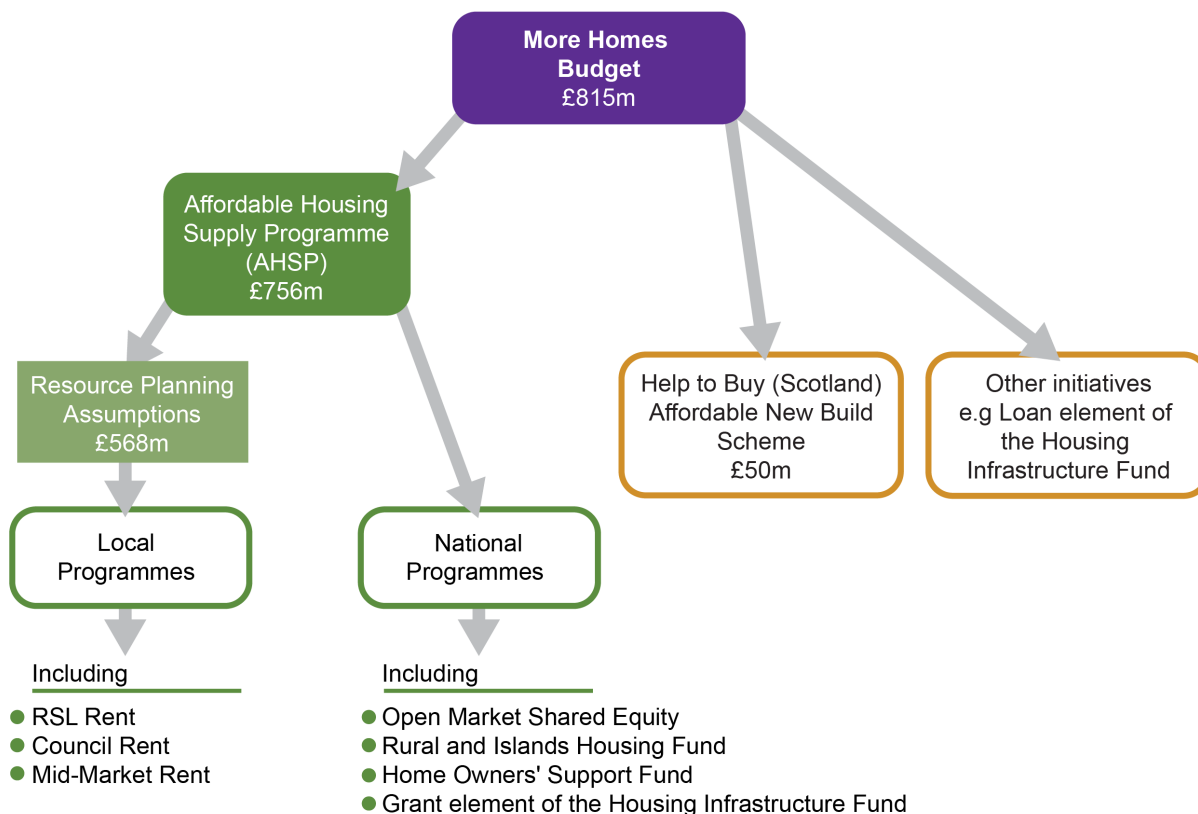 More Homes
Budget
£815m
Affordable Housing
Supply Programme
(AHSP)
£756m
Resource Planning
Assumptions
£568m
Help to Buy (Scotland)
Affordable New Build
Scheme
£50m
Other initiatives
e.g Loan element of
the Housing
Infrastructure Fund
Local
Programmes
National
Programmes
Including
RSL Rent
Council Rent
Mid-Market Rent
Including
Open Market Shared Equity
Rural and Islands Housing Fund
Home Owners' Support Fund
Grant element of the Housing Infrastructure Fund